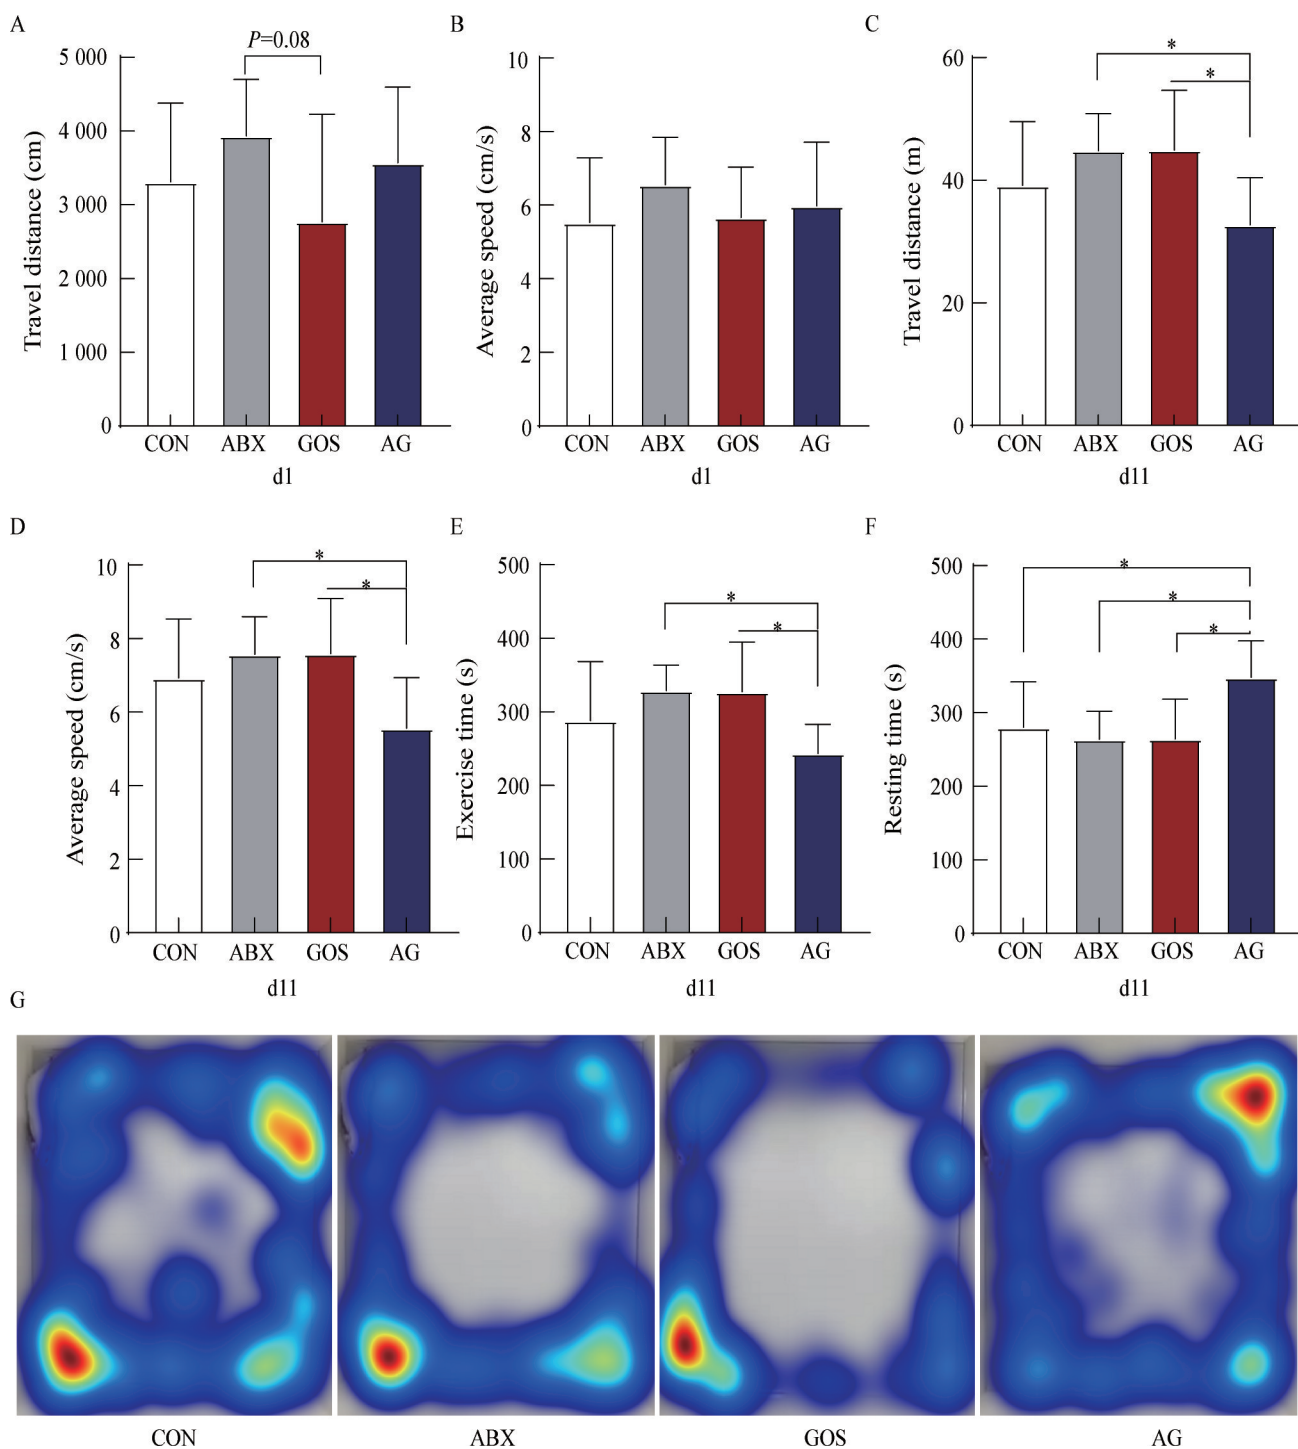 A
P=0.08
5 000
4 000
3 000
2 000
1 000
0
Travel distance (cm)
CON ABX GOS AG
d1
B
10
8
6
4
2
0
Average speed (cm/s)
CON ABX GOS AG
d1
C
*
*
60
40
20
0
Travel distance (m)
CON ABX GOS AG
d11
D
*
*
10
8
6
4
2
0
Average speed (cm/s)
CON ABX GOS AG
d11
E
*
*
500
400
300
200
100
0
Exercise time (s)
CON ABX GOS AG
d11
F
*
*
*
500
400
300
200
100
0
Resting time (s)
CON ABX GOS AG
d11
G
CON ABX GOS AG